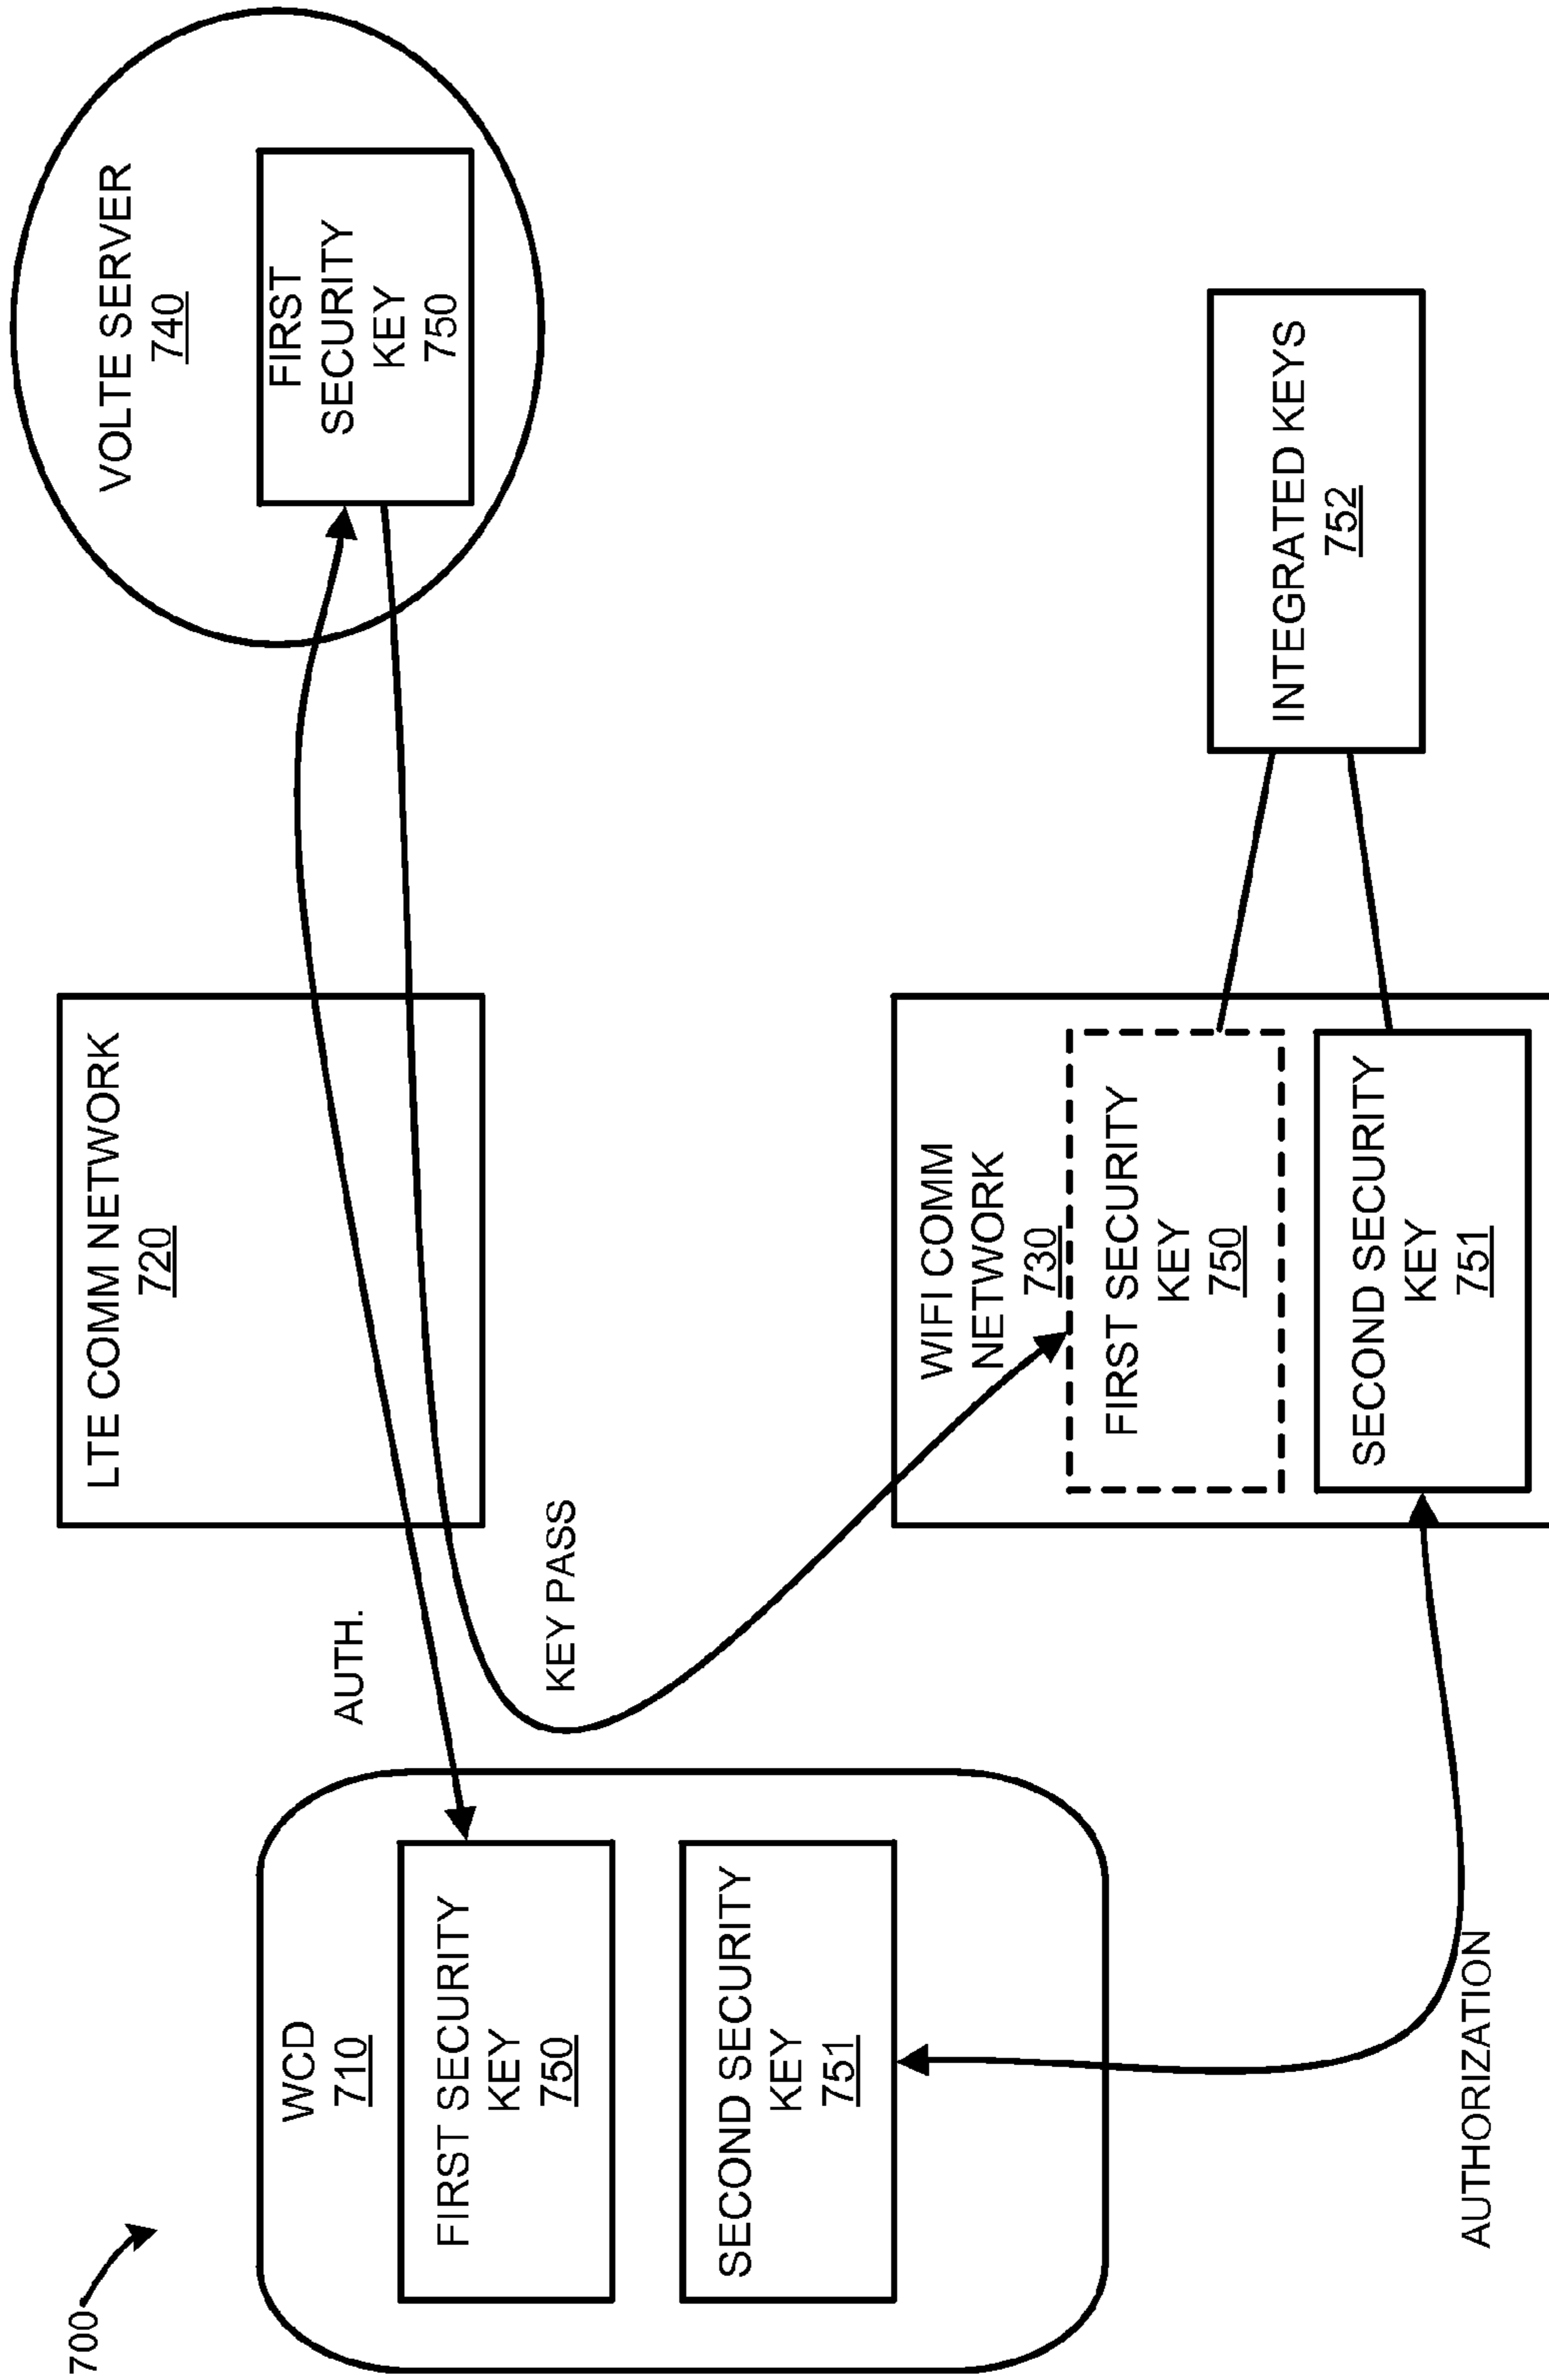 700
WCD
710
FIRST SECURITY
KEY
750
SECOND SECURITY
KEY
751
AUTH.
KEY PASS
AUTHORIZATION
LTE COMM NETWORK
720
WIFI COMM
NETWORK
730
FIRST SECURITY
KEY
750
SECOND SECURITY
KEY
751
VOLTE SERVER
740
FIRST
SECURITY
KEY
750
INTEGRATED KEYS
752